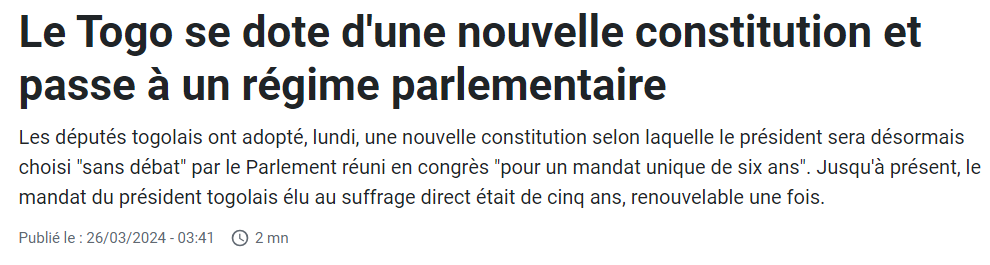 Le Togo se dote d'une nouvelle constitution et
passe à un régime parlementaire
Les députés togolais ont adopté, lundi, une nouvelle constitution selon laquelle le président sera désormais
choisi "sans débat" par le Parlement réuni en congrès "pour un mandat unique de six ans". Jusqu'à présent, le
mandat du président togolais élu au suffrage direct était de cinq ans, renouvelable une fois.
Publié le : 26/03/2024 - 03:41 2 mn